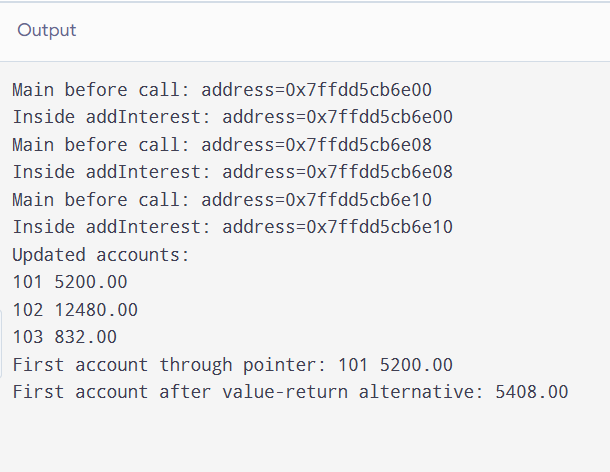 Output
Main before call: address=0x7ffdd5cb6e00
Inside addInterest: address=0x7ffdd5cb6e00
Main before call: address=0x7ffdd5cb6e08
Inside addInterest: address=0x7ffdd5cb6e08
Main before call: address=0x7ffdd5cb6e10
Inside addInterest: address=0x7ffdd5cb6e10
Updated accounts:
101 5200.00
102 12480.00
103 832.00
First account through pointer: 101 5200.00
First account after value-return alternative: 5408.00